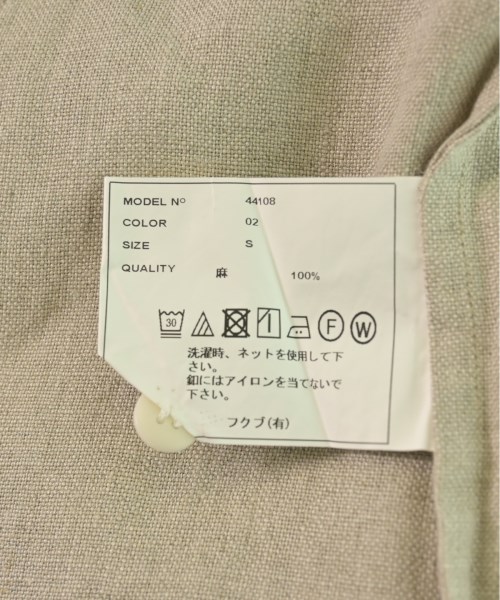 MODEL Nº 44108
COLOR 02
SIZE S
QUALITY 麻 100%
30 F W
洗濯時、ネットを使用して下
さい。
釦にはアイロンを当てないで
下さい。
フクブ(有)